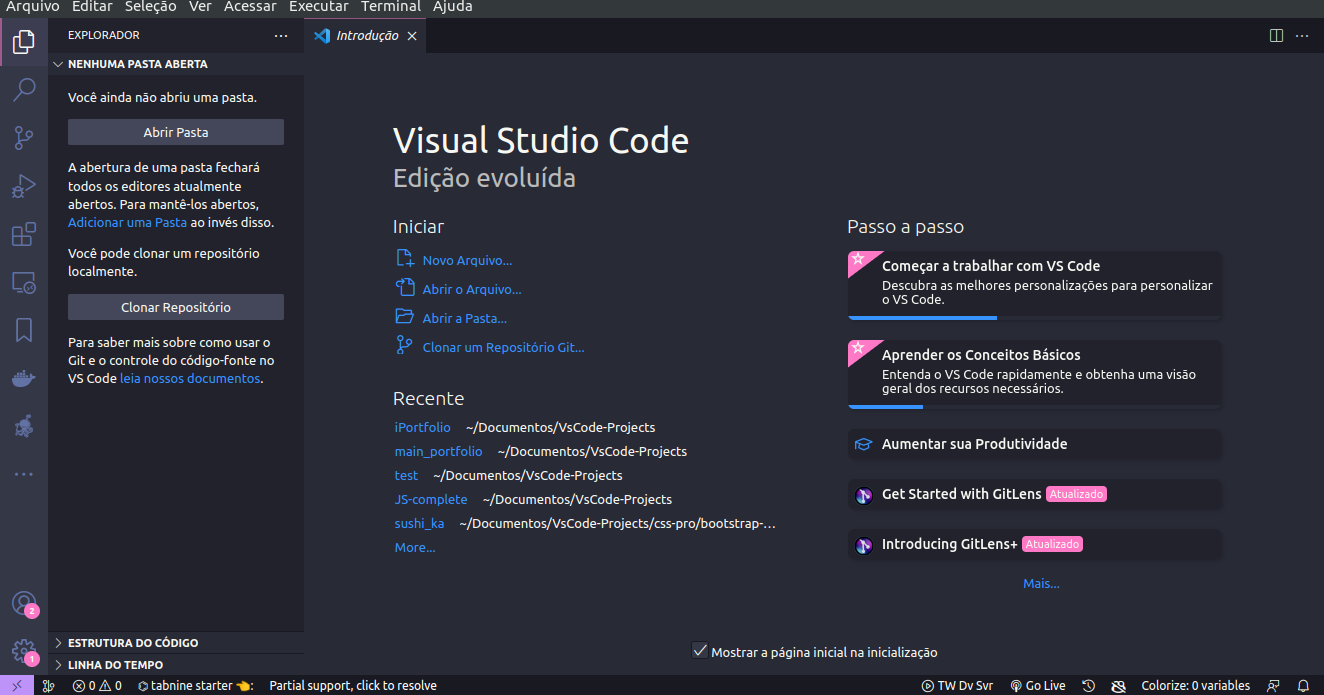 Arquivo Editar Seleção Ver Acessar Executar Terminal Ajuda
EXPLORADOR
Introdução
NENHUMA PASTA ABERTA
Você ainda não abriu uma pasta.
Abrir Pasta
A abertura de uma pasta fechará
todos os editores atualmente
abertos. Para mantê-los abertos,
Adicionar uma Pasta ao invés disso.
Você pode clonar um repositório
localmente.
Clonar Repositório
Para saber mais sobre como usar o
Git e o controle do código-fonte no
VS Code leia nossos documentos.
2
1
ESTRUTURA DO CÓDIGO
LINHA DO TEMPO
Visual Studio Code
Edição evoluída
Iniciar
Novo Arquivo...
Abrir o Arquivo...
Abrir a Pasta...
Clonar um Repositório Git...
Recente
iPortfolio ~/Documentos/VsCode-Projects
main_portfolio ~/Documentos/VsCode-Projects
test ~/Documentos/VsCode-Projects
JS-complete ~/Documentos/VsCode-Projects
sushi_ka ~/Documentos/VsCode-Projects/css-pro/bootstrap-...
More...
Passo a passo
Começar a trabalhar com VS Code
Descubra as melhores personalizações para personalizar
o VS Code.
Aprender os Conceitos Básicos
Entenda o VS Code rapidamente e obtenha uma visão
geral dos recursos necessários.
Aumentar sua Produtividade
Get Started with GitLens Atualizado
Introducing GitLens+ Atualizado
Mais...
Mostrar a página inicial na inicialização
0 0 tabnine starter : Partial support, click to resolve TW Dv Svr Go Live Colorize: 0 variables